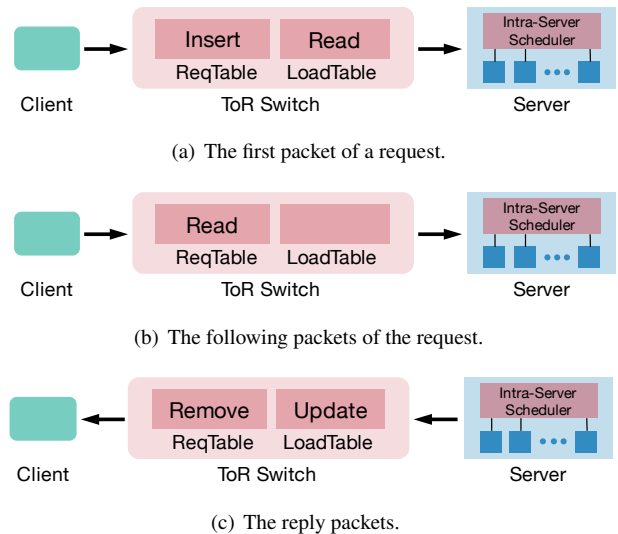 Insert Read
ReqTable LoadTable
Intra-Server
Scheduler
Client ToR Switch Server
(a) The first packet of a request.
Read
ReqTable LoadTable
Intra-Server
Scheduler
Client ToR Switch Server
(b) The following packets of the request.
Remove Update
ReqTable LoadTable
Intra-Server
Scheduler
Client ToR Switch Server
(c) The reply packets.